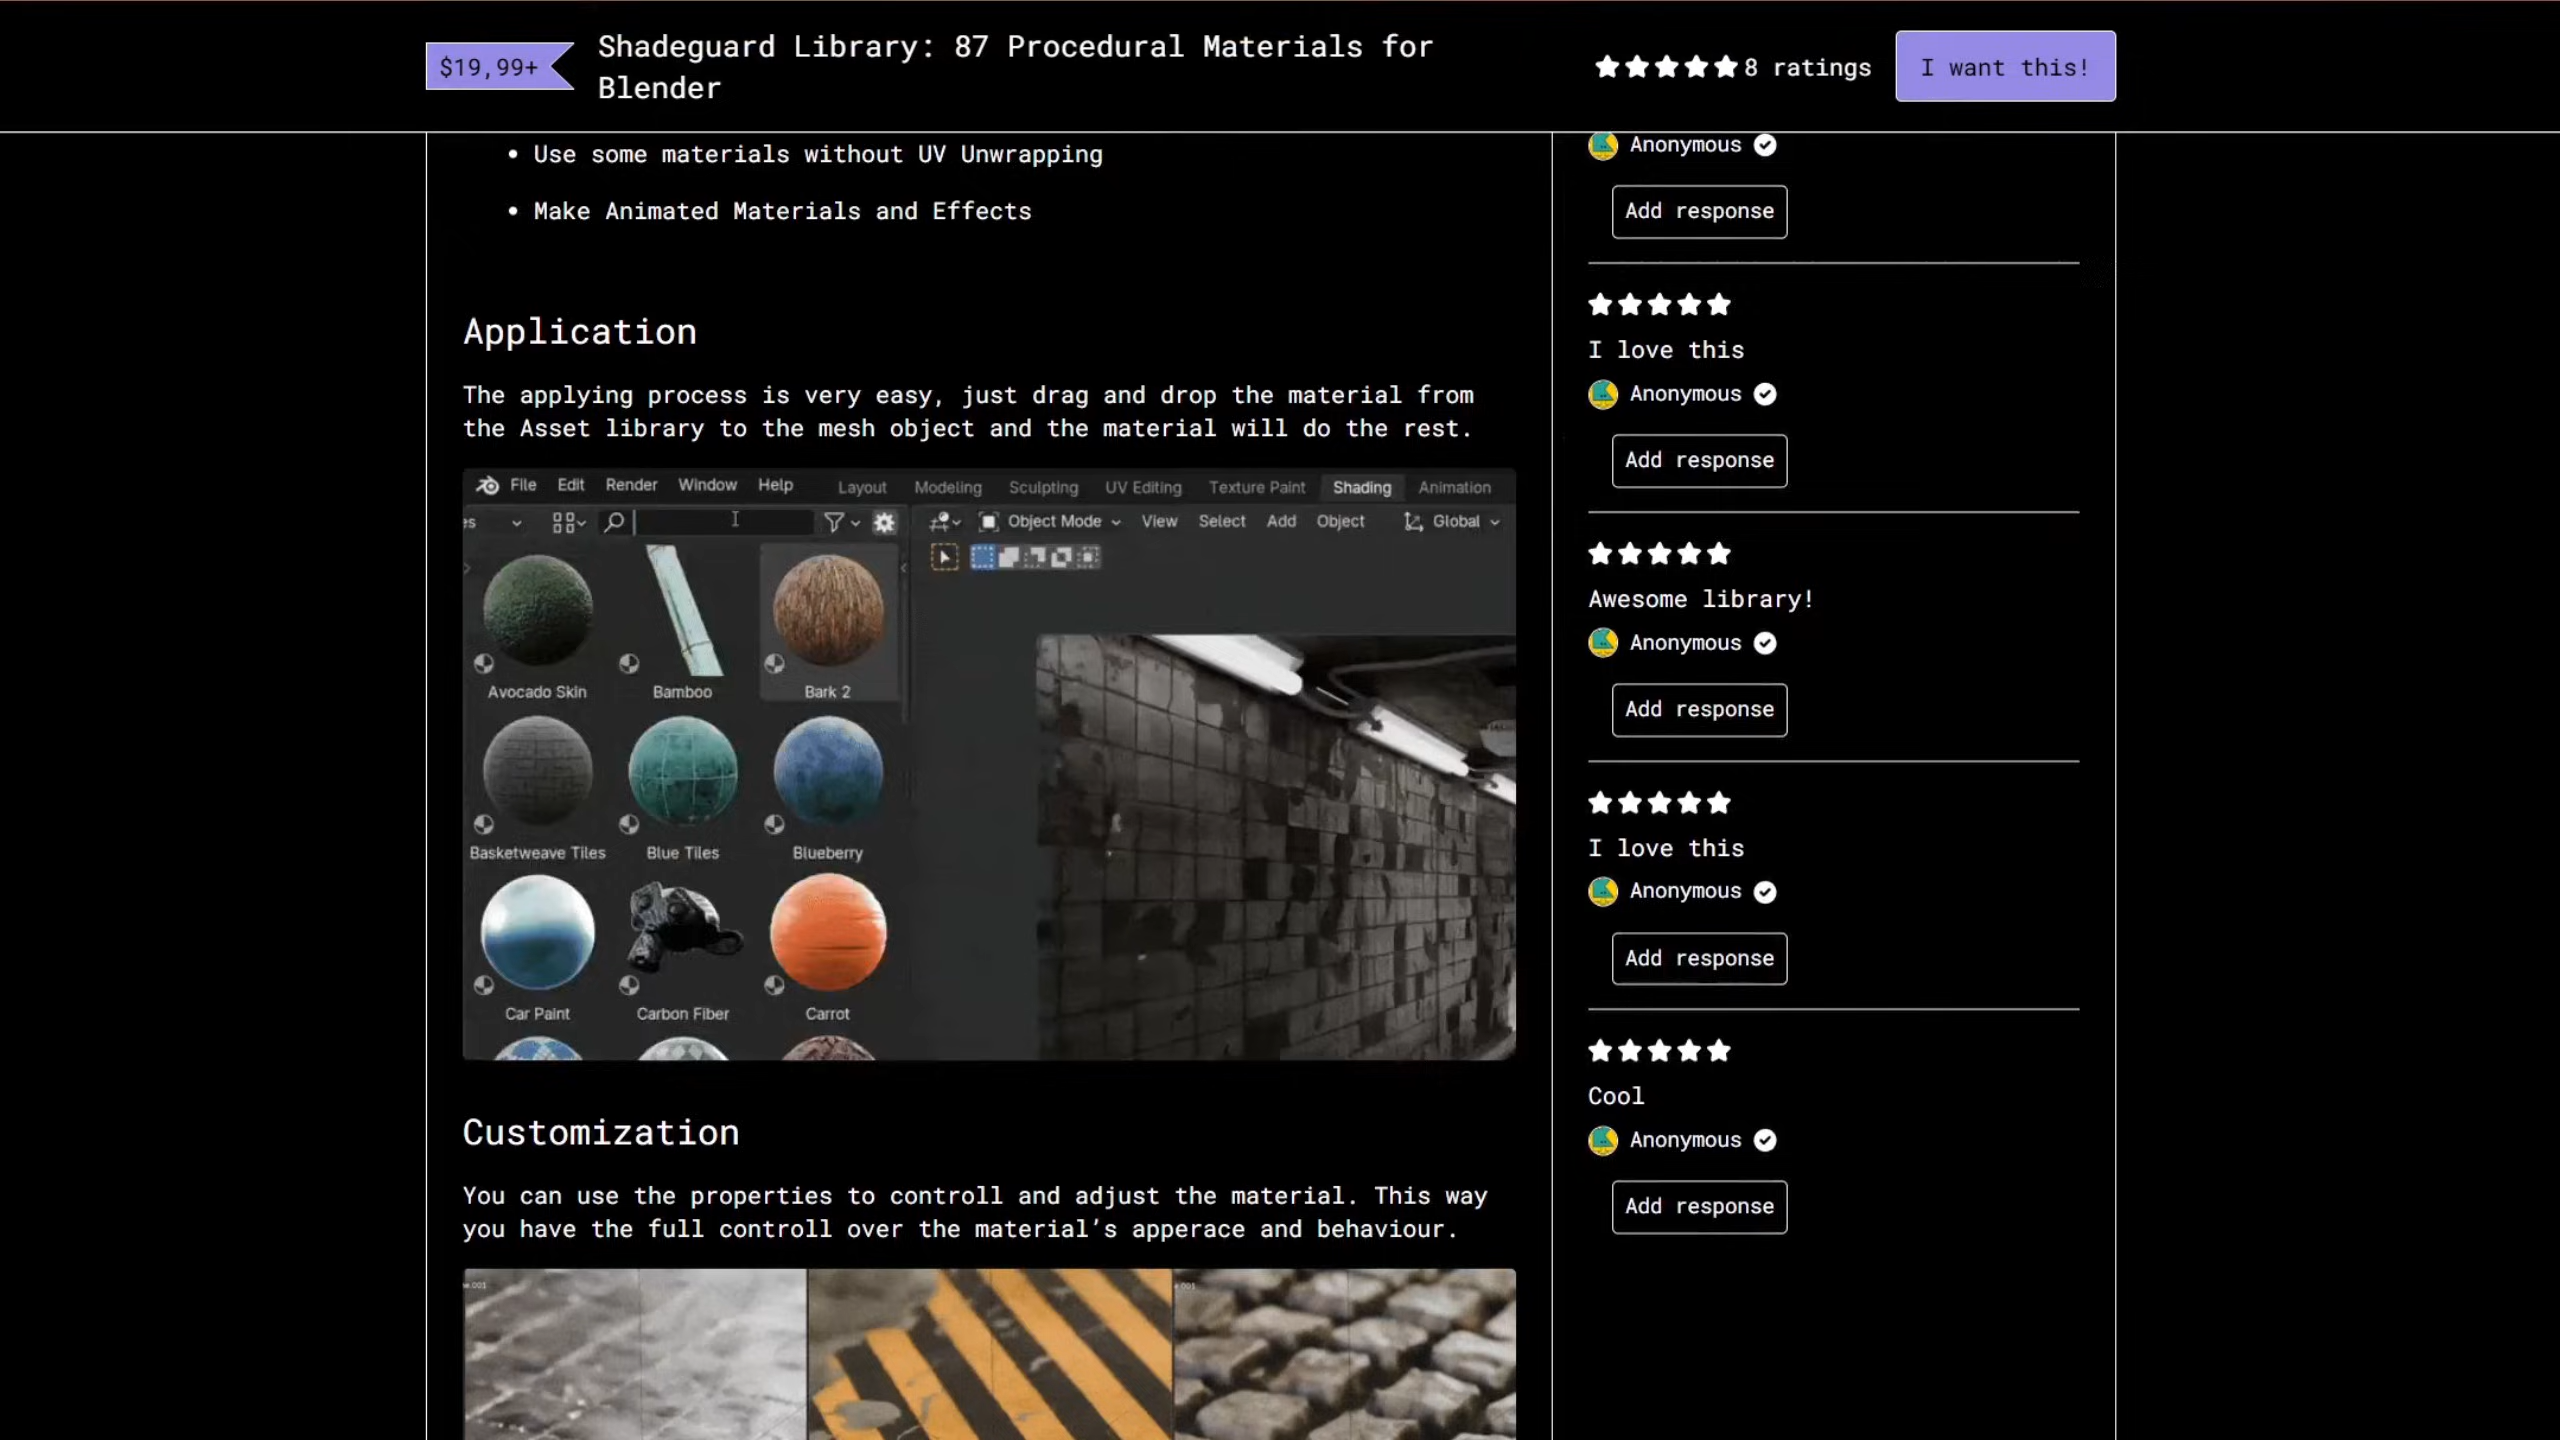 $19,99+
Shadeguard Library: 87 Procedural Materials for
Blender
8 ratings
I want this!
• Use some materials without UV Unwrapping
• Make Animated Materials and Effects
Application
The applying process is very easy, just drag and drop the material from
the Asset library to the mesh object and the material will do the rest.
File Edit Render Window Help Layout Modeling Sculpting UV Editing Texture Paint Shading Animation
es Object Mode View Select Add Object Global
Avocado Skin Bamboo Bark 2
Basketweave Tiles Blue Tiles Blueberry
Car Paint Carbon Fiber Carrot
Customization
You can use the properties to controll and adjust the material. This way
you have the full controll over the material's apperace and behaviour.
Anonymous
Add response
I love this
Anonymous
Add response
Awesome library!
Anonymous
Add response
I love this
Anonymous
Add response
Cool
Anonymous
Add response